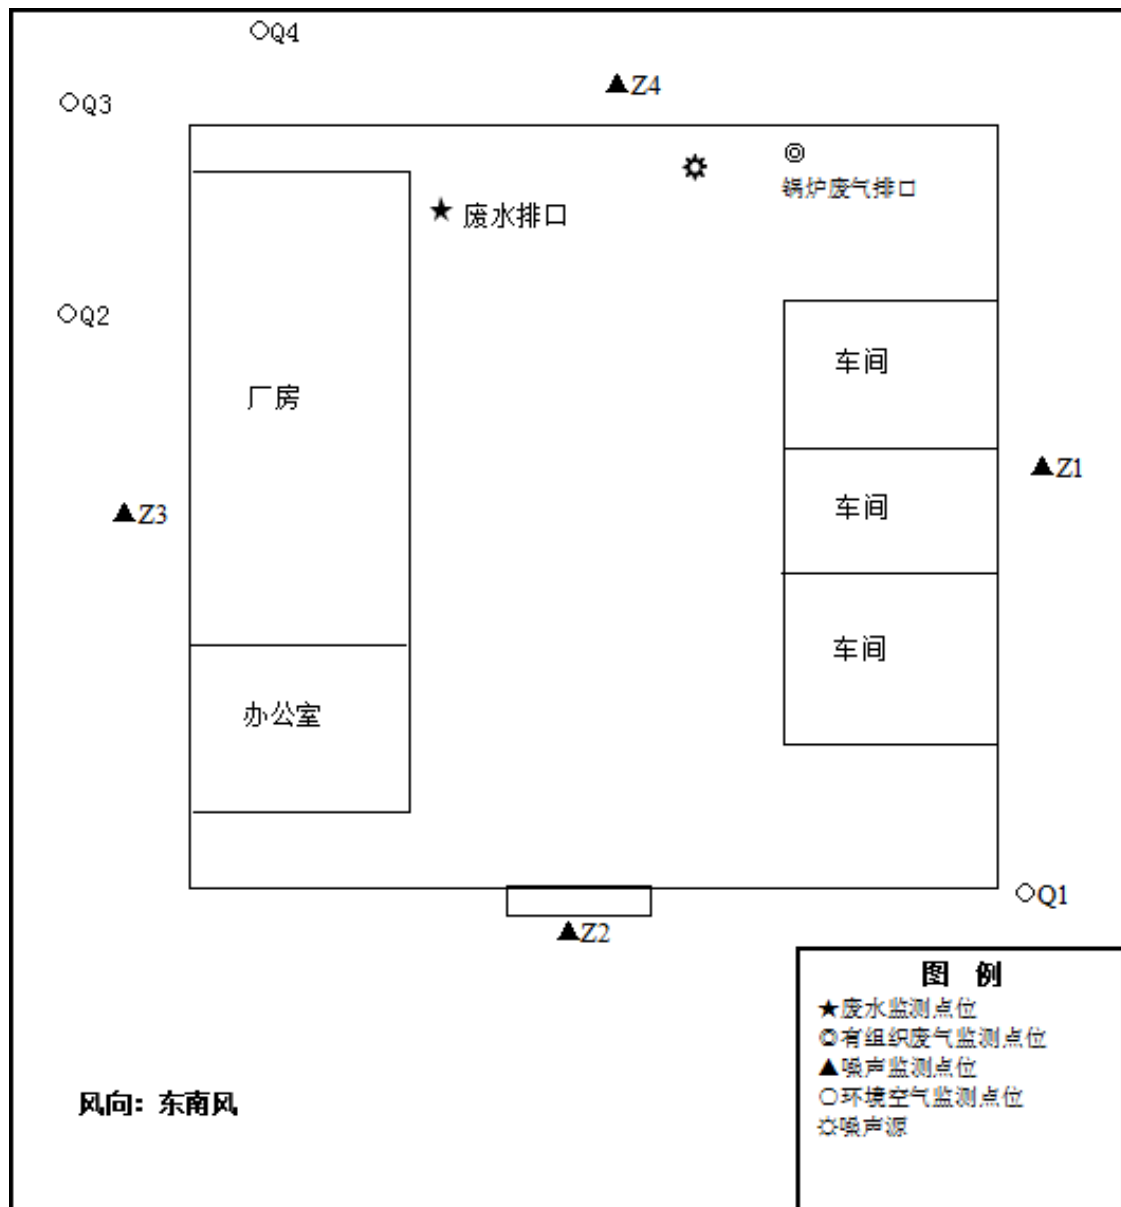 ○Q4
▲Z4
○Q3
◎
锅炉废气排口
★ 废水排口
○Q2
车间
厂房
▲Z1
车间
▲Z3
车间
办公室
○Q1
▲Z2
图 例
★废水监测点位
◎有组织废气监测点位
▲噪声监测点位
○环境空气监测点位
☼噪声源
风向: 东南风